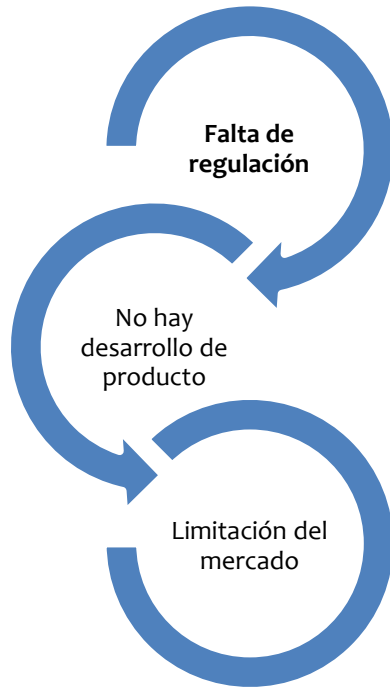 Falta de
regulación
No hay
desarrollo de
producto
Limitación del
mercado